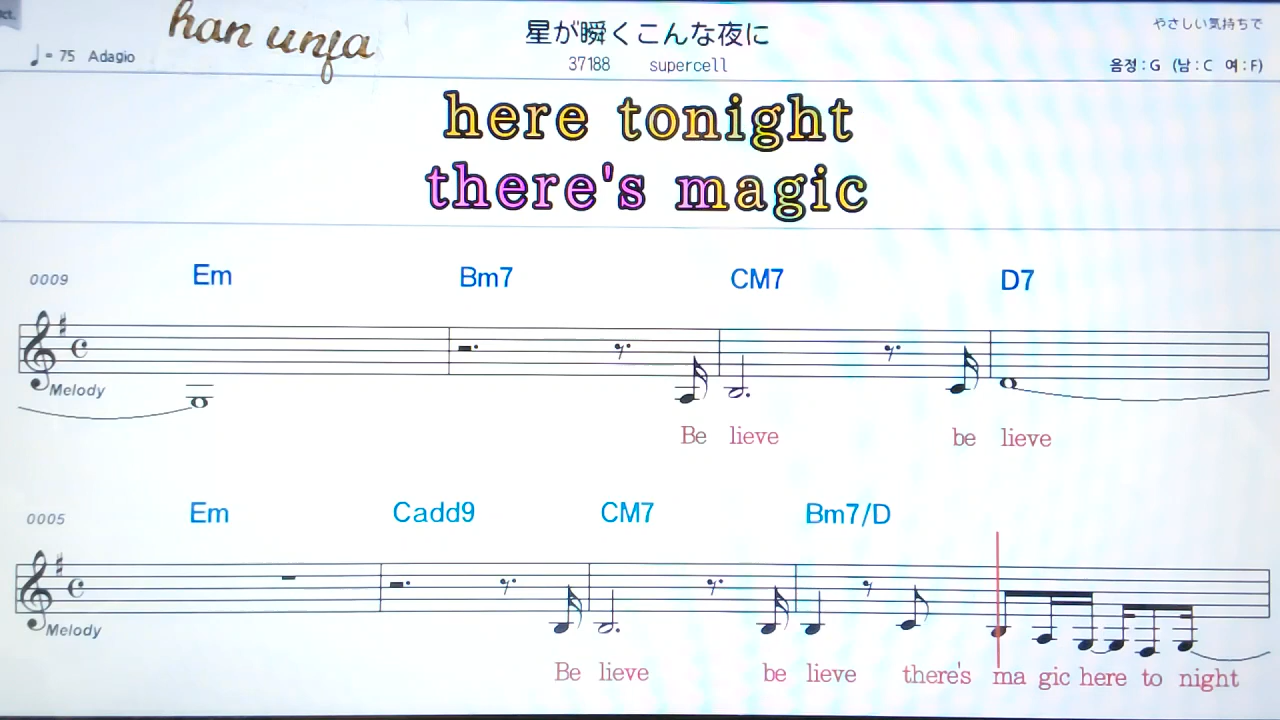 ct.
han unja
星が瞬くこんな夜に
やさしい気持ちで
♩= 75 Adagio
37188 supercell
음정 : G (남 : C 여 : F)
here tonight
there's magic
0009 Em Bm7 CM7 D7
Melody
Be lieve be lieve
0005 Em Cadd9 CM7 Bm7/D
Melody
Be lieve be lieve there's ma gic here to night